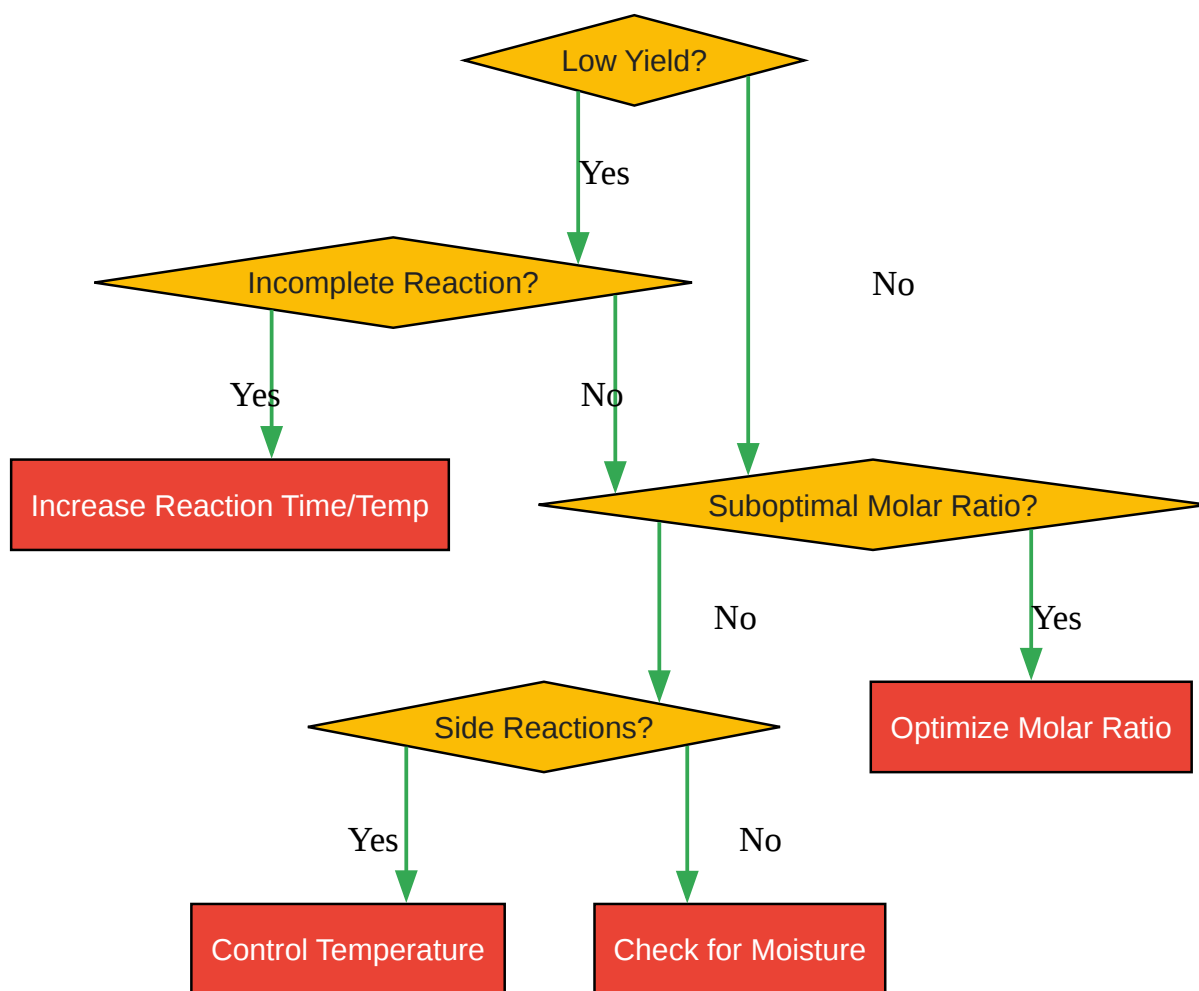 Low Yield?
Yes
Incomplete Reaction?
No
Yes
No
Increase Reaction Time/Temp
Suboptimal Molar Ratio?
No
Yes
Side Reactions?
Optimize Molar Ratio
Yes
No
Control Temperature
Check for Moisture